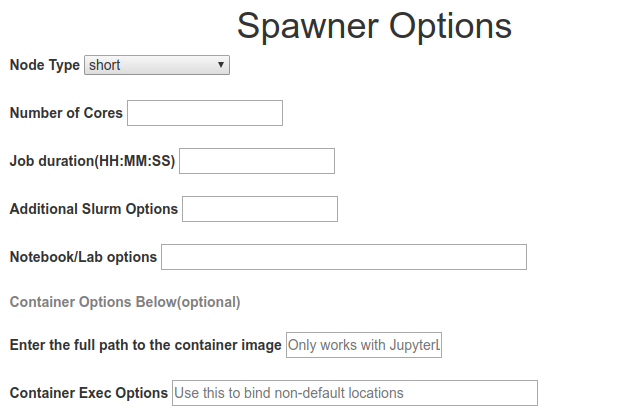 Spawner Options
Node Type short
Number of Cores
Job duration(HH:MM:SS)
Additional Slurm Options
Notebook/Lab options
Container Options Below(optional)
Enter the full path to the container image Only works with JupyterL
Container Exec Options Use this to bind non-default locations